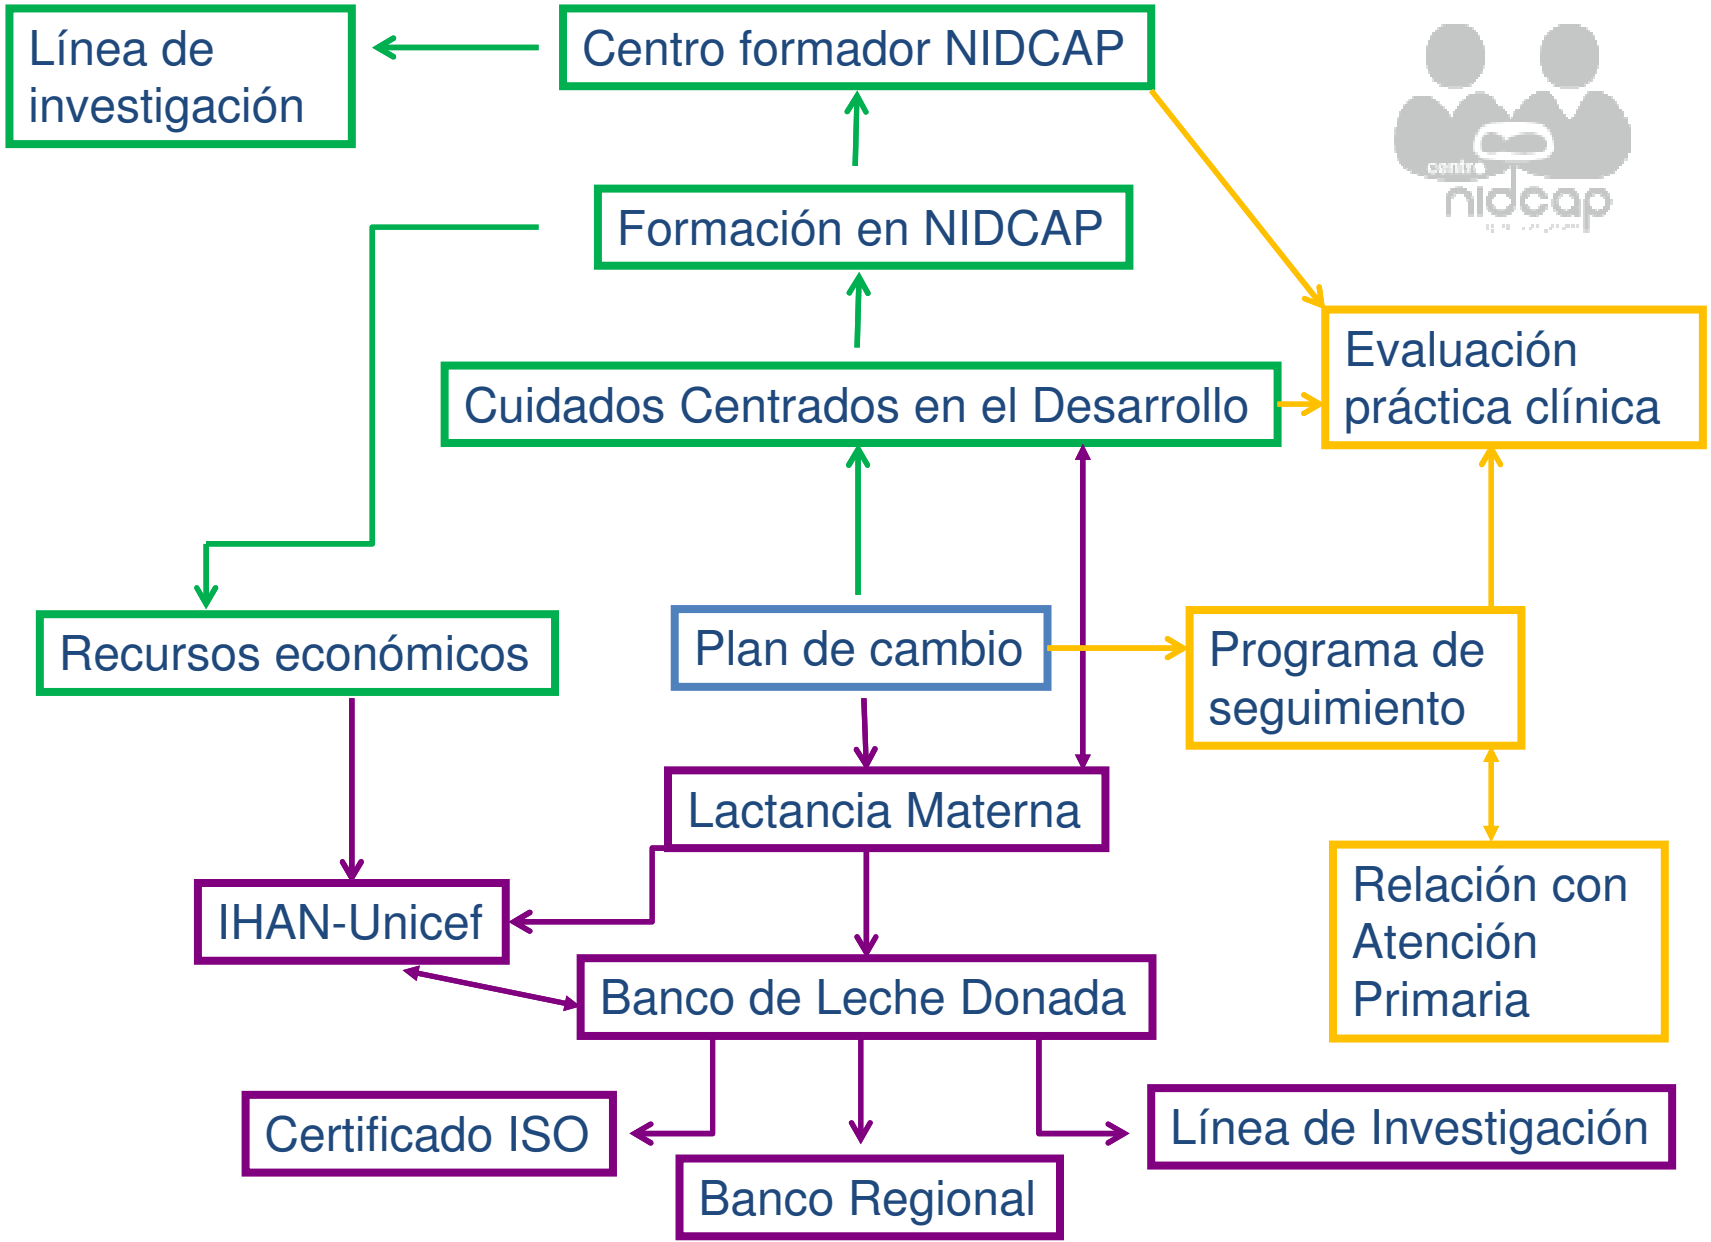 Línea de
investigación
Centro formador NIDCAP
centro
nidcap
Formación en NIDCAP
Evaluación
práctica clínica
Cuidados Centrados en el Desarrollo
Recursos económicos
Plan de cambio
Programa de
seguimiento
Lactancia Materna
Relación con
Atención
Primaria
IHAN-Unicef
Banco de Leche Donada
Certificado ISO
Línea de Investigación
Banco Regional